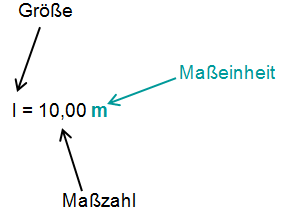 Größe
Maßeinheit
l = 10,00 m
Maßzahl